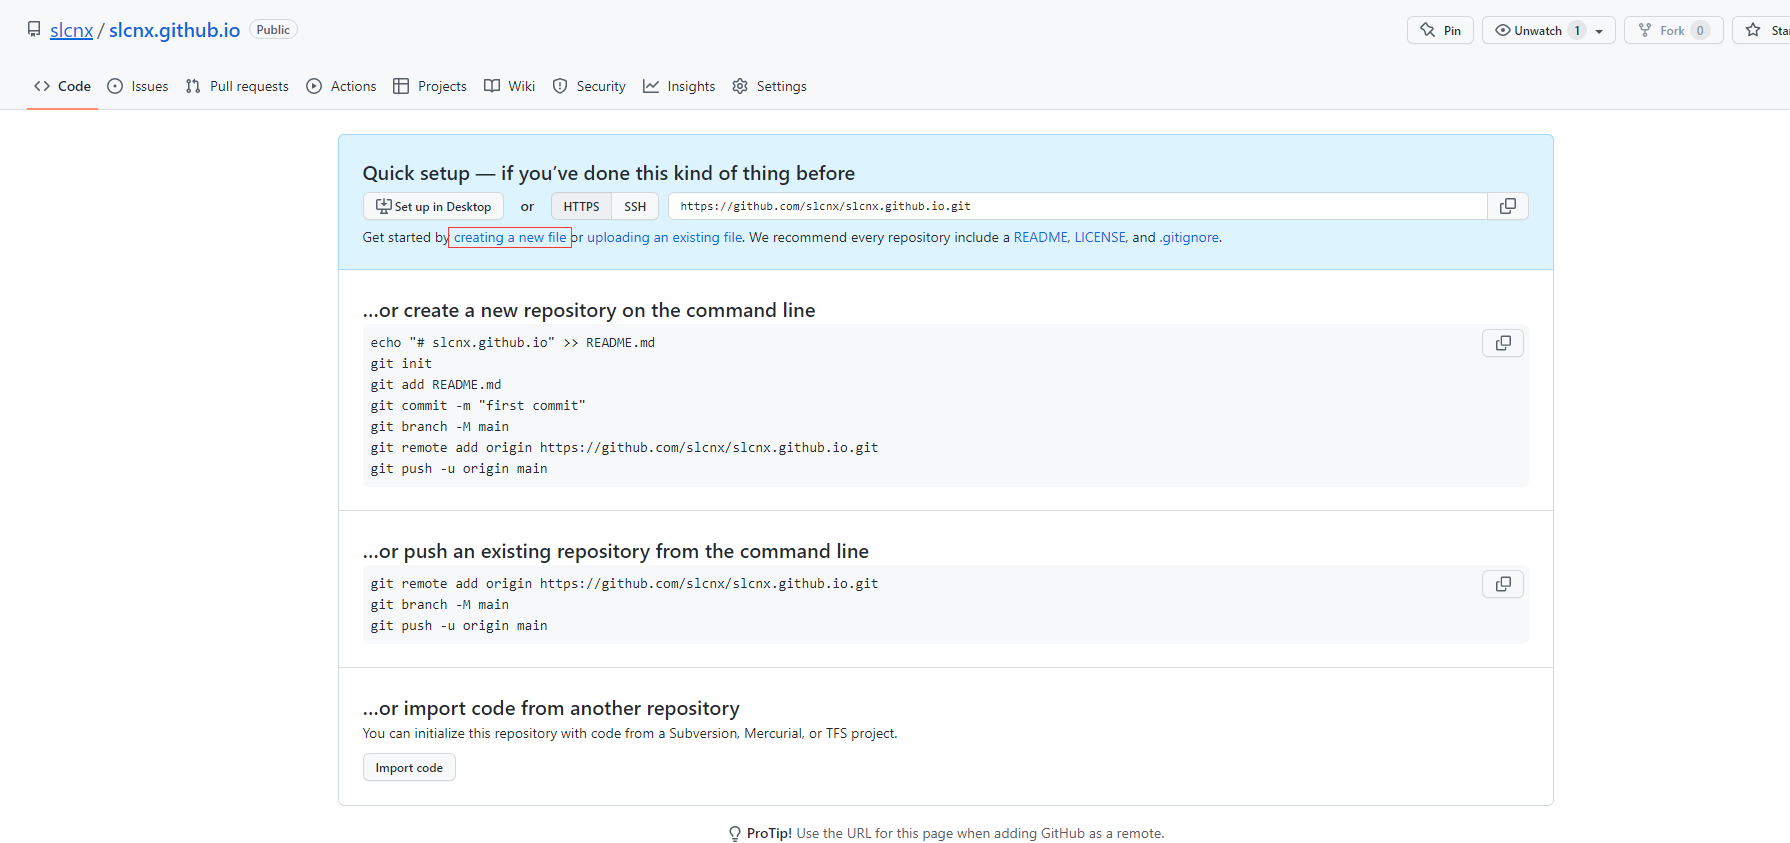 slcnx / slcnx.github.io Public
Pin Unwatch 1 Fork 0
Code Issues Pull requests Actions Projects Wiki Security Insights Settings
Quick setup — if you’ve done this kind of thing before
Set up in Desktop or HTTPS SSH https://github.com/slcnx/slcnx.github.io.git
Get started by creating a new file or uploading an existing file. We recommend every repository include a README, LICENSE, and .gitignore.
…or create a new repository on the command line
echo "# slcnx.github.io" >> README.md
git init
git add README.md
git commit -m "first commit"
git branch -M main
git remote add origin https://github.com/slcnx/slcnx.github.io.git
git push -u origin main
…or push an existing repository from the command line
git remote add origin https://github.com/slcnx/slcnx.github.io.git
git branch -M main
git push -u origin main
…or import code from another repository
You can initialize this repository with code from a Subversion, Mercurial, or TFS project.
Import code
ProTip! Use the URL for this page when adding GitHub as a remote.